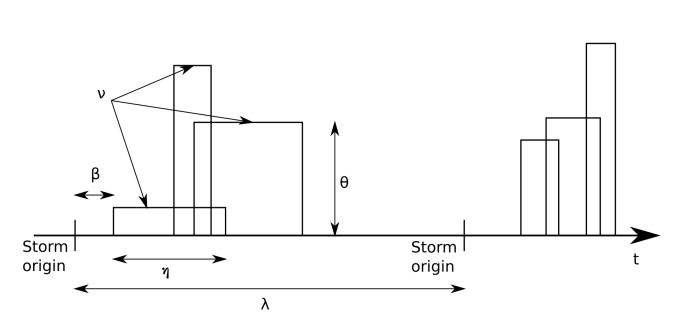 ν
β
θ
Storm
origin
Storm
origin
t
η
λ